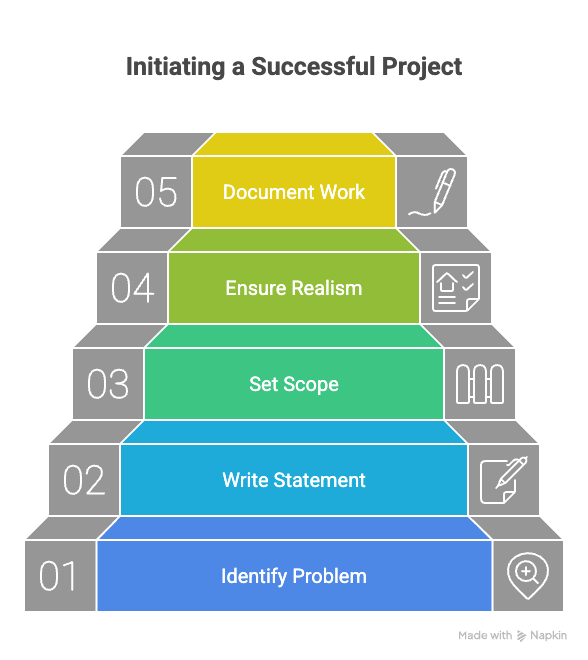 Initiating a Successful Project
05
Document Work
04
Ensure Realism
03
Set Scope
02
Write Statement
01
Identify Problem
Made with Napkin